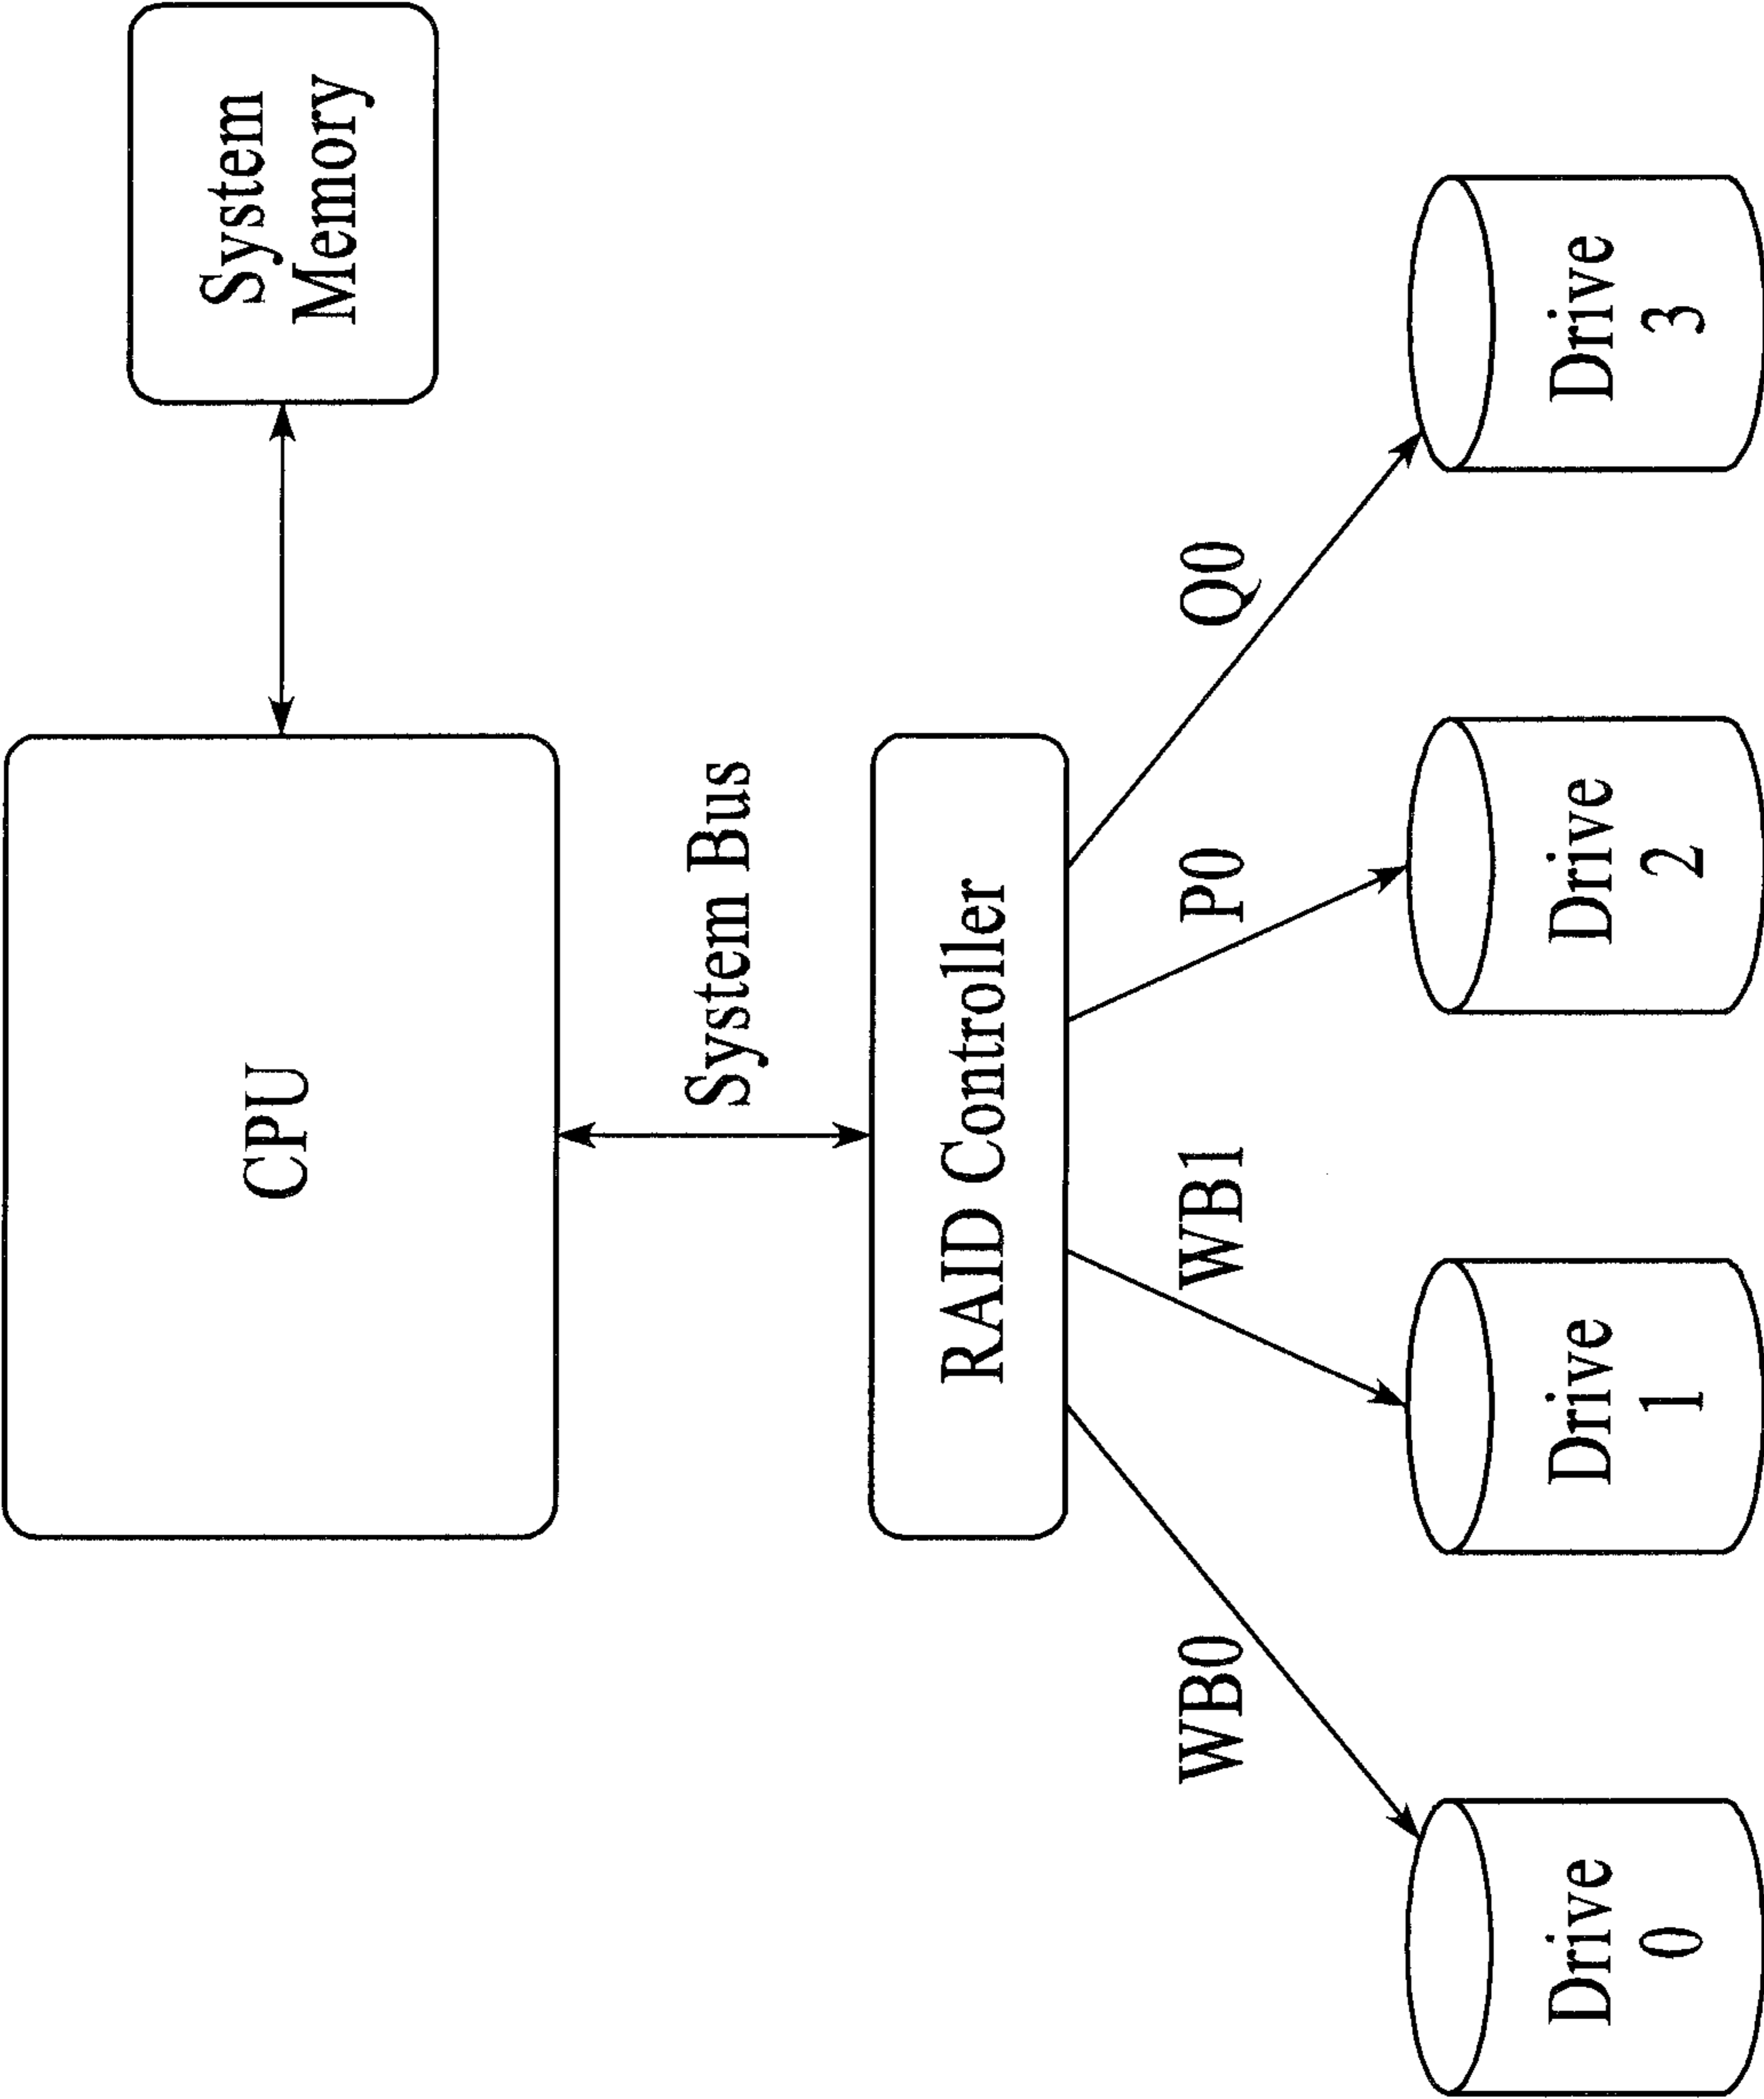 System
Memory
CPU
System Bus
RAID Controller
WB0
WB1
P0
Q0
Drive
0
Drive
1
Drive
2
Drive
3